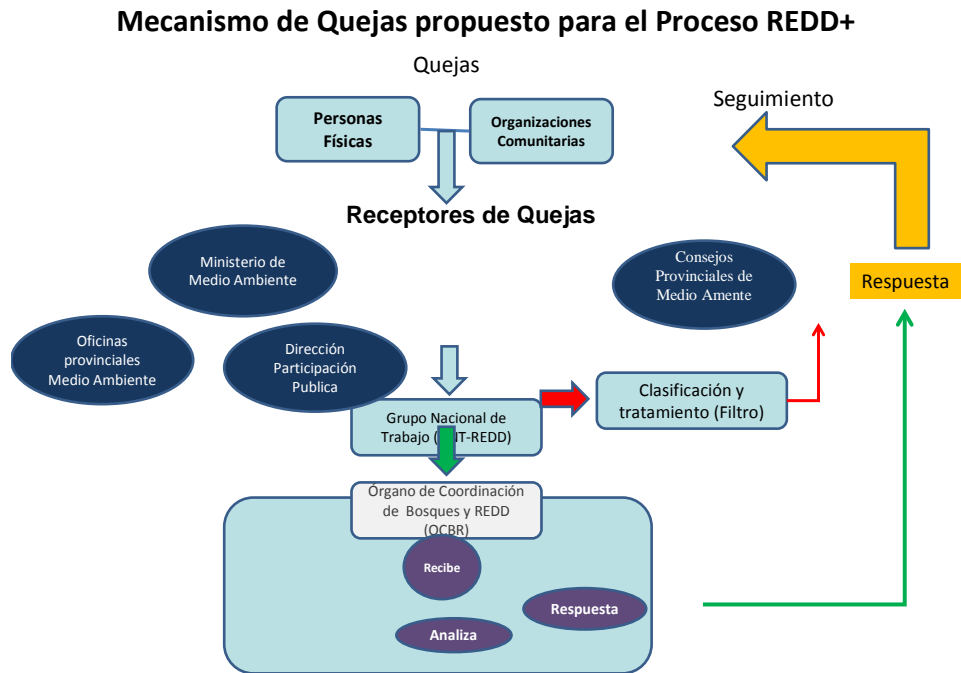 Mecanismo de Quejas propuesto para el Proceso REDD+
Quejas
Seguimiento
Personas
Físicas
Organizaciones
Comunitarias
Receptores de Quejas
Ministerio de
Medio Ambiente
Consejos
Provinciales de
Medio Amente
Respuesta
Oficinas
provinciales
Medio Ambiente
Dirección
Participación
Publica
Clasificación y
tratamiento (Filtro)
Grupo Nacional de
Trabajo ( NT-REDD)
Órgano de Coordinación
de Bosques y REDD
(OCBR)
Recibe
Respuesta
Analiza